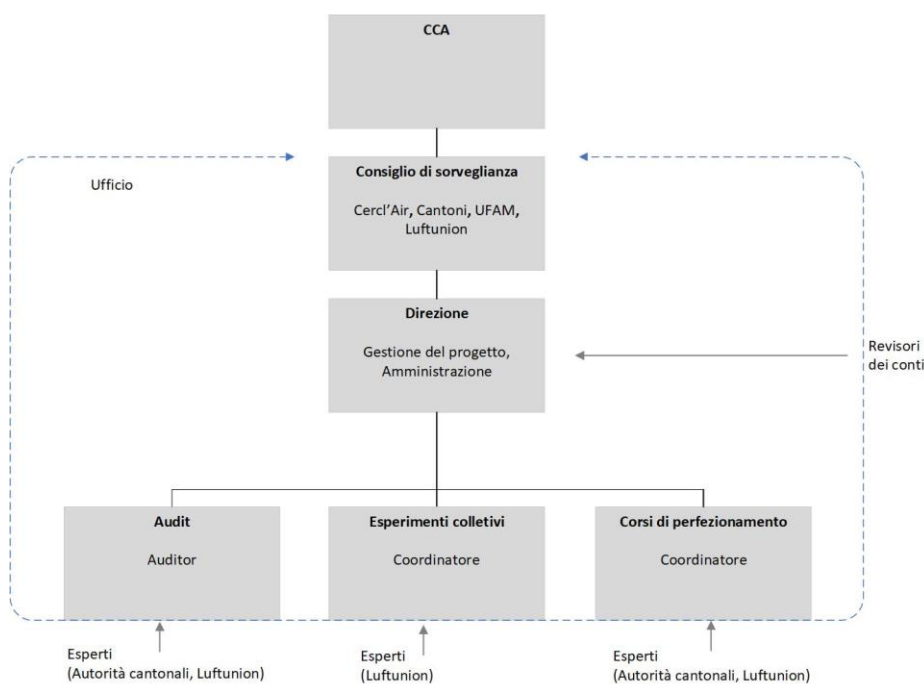 CCA
Consiglio di sorveglianza
Ufficio
Cercl'Air, Cantoni, UFAM,
Luftunion
Direzione
Gestione del progetto,
Amministrazione
Revisori
dei conti
Audit
Auditor
Esperimenti colletivi
Coordinatore
Corsi di perfezionamento
Coordinatore
Esperti
(Autorità cantonali, Luftunion)
Esperti
(Luftunion)
Esperti
(Autorità cantonali, Luftunion)